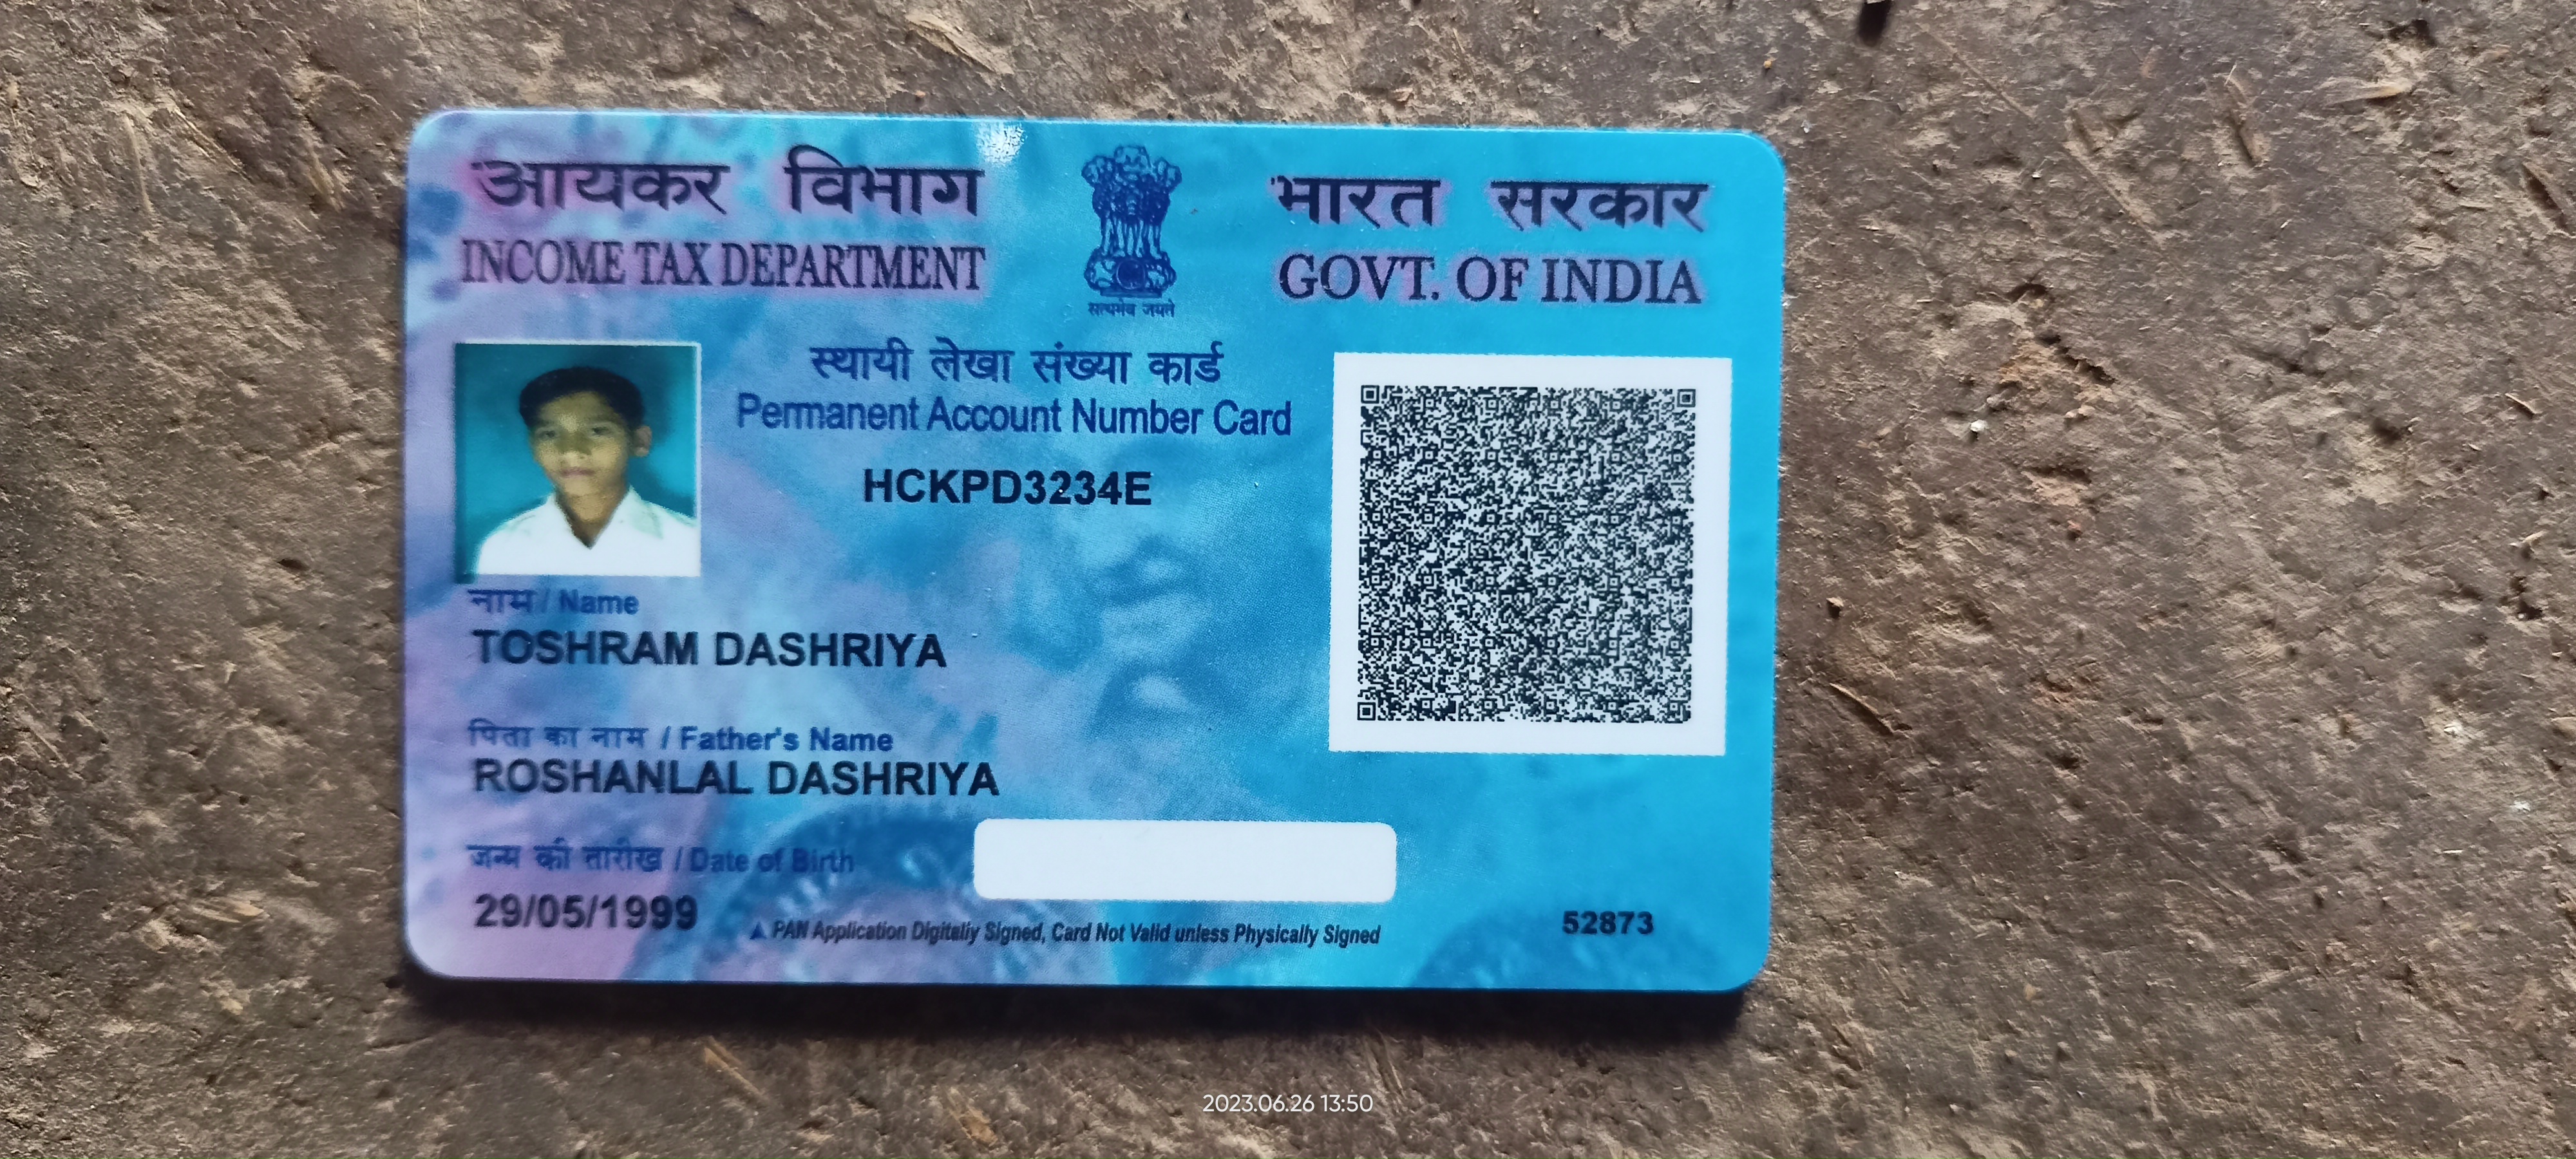 आयकर विभाग
INCOME TAX DEPARTMENT
भारत सरकार
GOVT. OF INDIA
सत्यमेव जयते
स्थायी लेखा संख्या कार्ड
Permanent Account Number Card
HCKPD3234E
नाम / Name
TOSHRAM DASHRIYA
पिता का नाम / Father's Name
ROSHANLAL DASHRIYA
जन्म की तारीख / Date of Birth
29/05/1999
PAN Application Digitally Signed, Card Not Valid unless Physically Signed
52873
2023.06.26 13:50